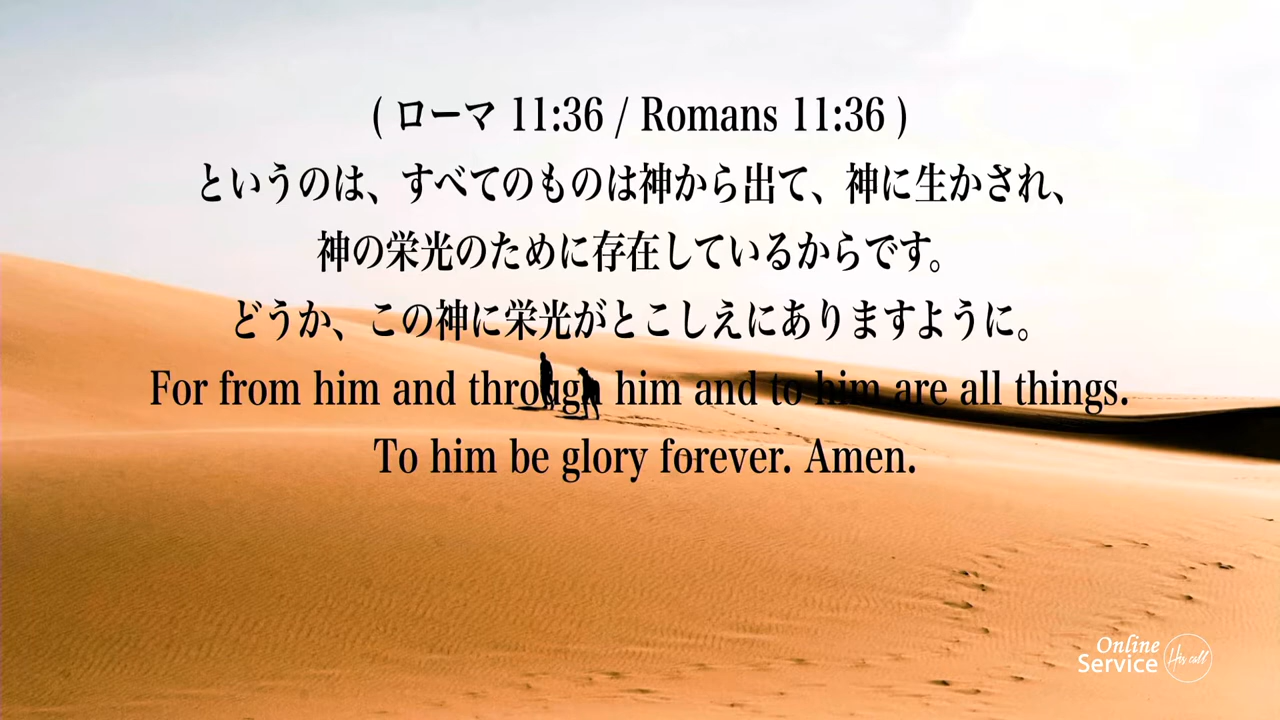 ( ローマ 11:36 / Romans 11:36 )
というのは、すべてのものは神から出て、神に生かされ、
神の栄光のために存在しているからです。
どうか、この神に栄光がとこしえにありますように。
For from him and through him and to him are all things.
To him be glory forever. Amen.
Online
Service
His call